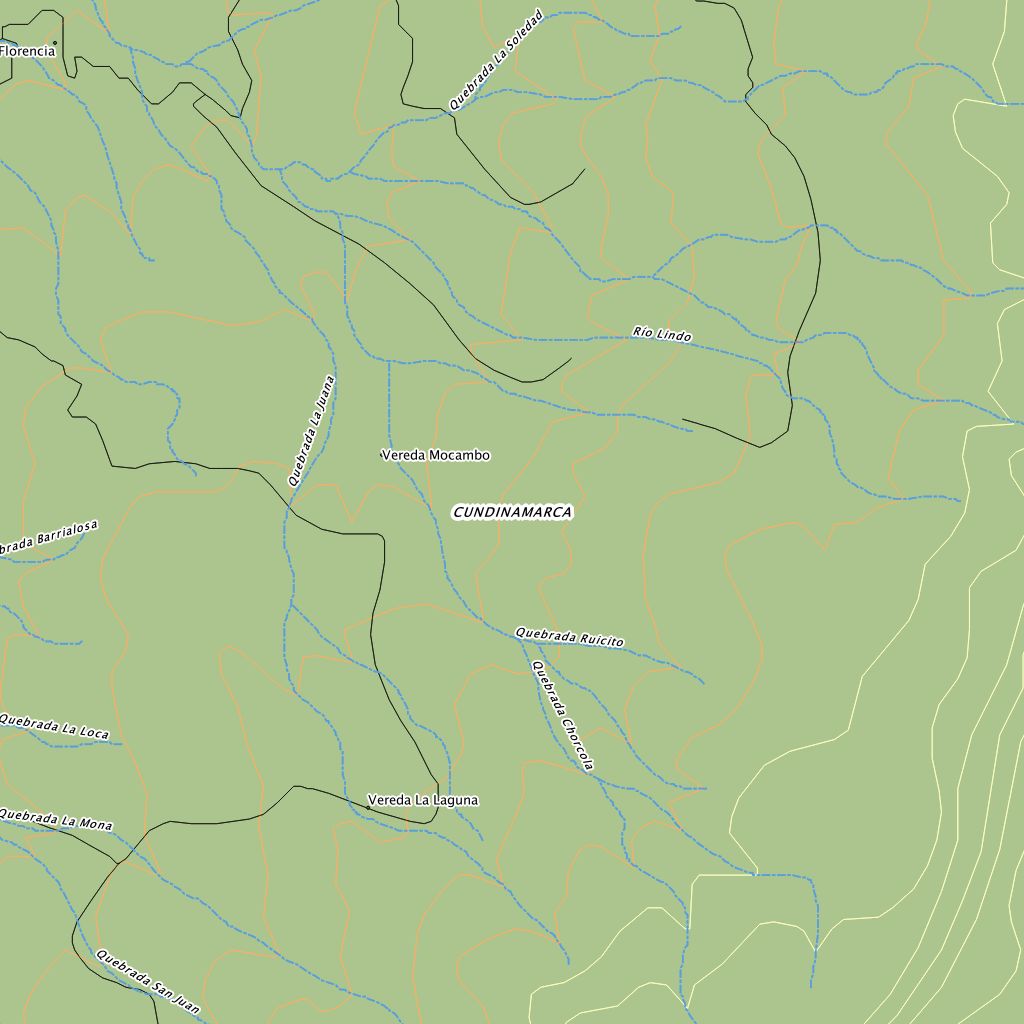 Quebrada La Soledad
Florencia
Río Lindo
Quebrada La Juana
Vereda Mocambo
CUNDINAMARCA
brada Barrialosa
Quebrada Ruicito
Quebrada Chorcola
Quebrada La Loca
Vereda La Laguna
Quebrada La Mona
Quebrada San Juan